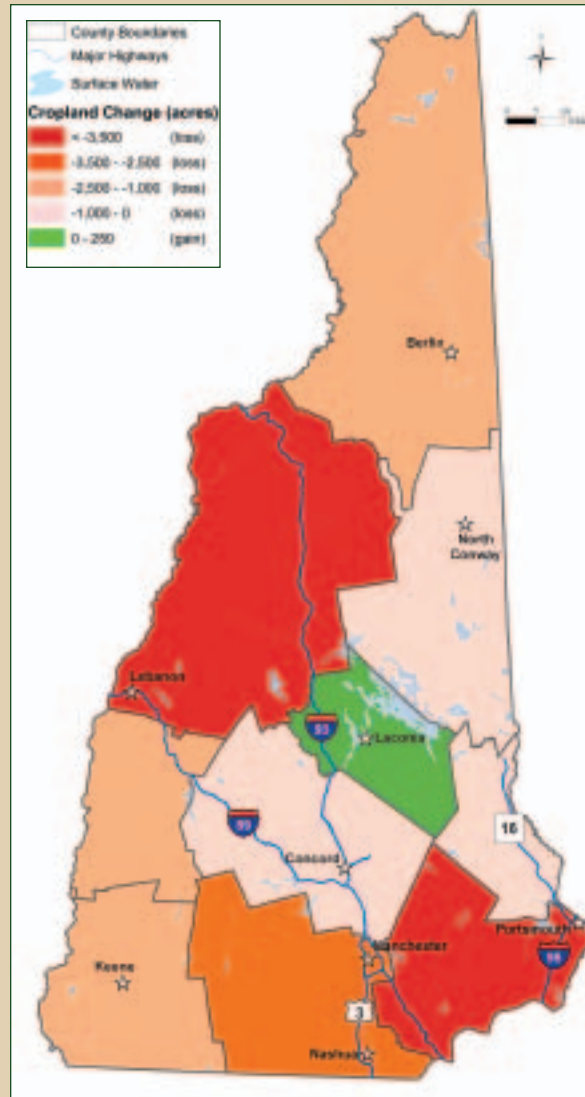 County Boundaries
Major Highways
Surface Water
Cropland Change (acres)
< -3,500 (loss)
-3,500 - -2,500 (loss)
-2,500 - -1,000 (loss)
-1,000 - 0 (loss)
0 - 250 (gain)
Berlin
North
Conway
Lebanon
93
Laconia
16
Concord
Portsmouth
Manchester
Keene
3
Nashua